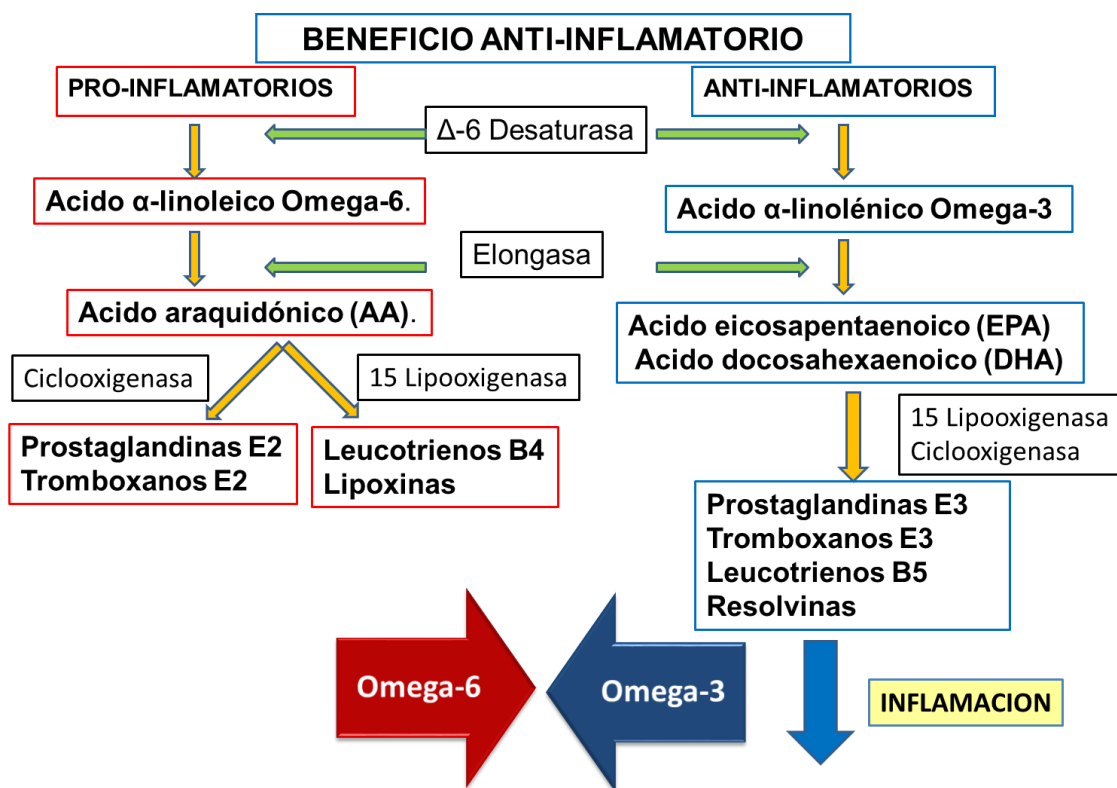 BENEFICIO ANTI-INFLAMATORIO
PRO-INFLAMATORIOS
ANTI-INFLAMATORIOS
Δ-6 Desaturasa
Acido α-linoleico Omega-6.
Acido α-linolénico Omega-3
Elongasa
Acido araquidónico (AA).
Acido eicosapentaenoico (EPA)
Acido docosahexaenoico (DHA)
Ciclooxigenasa
15 Lipooxigenasa
15 Lipooxigenasa
Ciclooxigenasa
Prostaglandinas E2
Tromboxanos E2
Leucotrienos B4
Lipoxinas
Prostaglandinas E3
Tromboxanos E3
Leucotrienos B5
Resolvinas
Omega-6
Omega-3
INFLAMACION